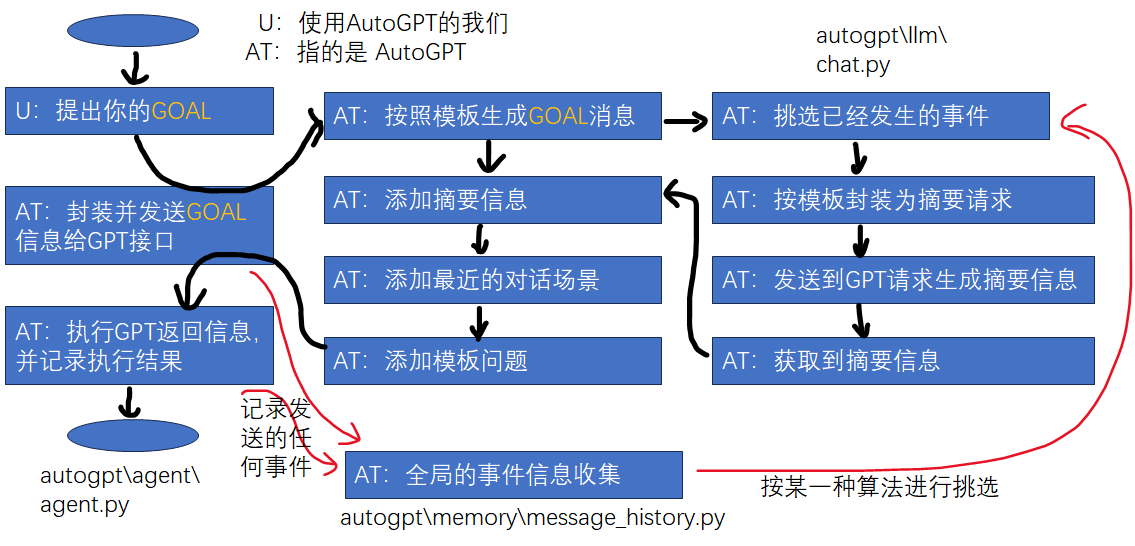 U：使用AutoGPT的我们
AT：指的是 AutoGPT
autogpt\llm\
chat.py
U：提出你的GOAL
AT：封装并发送GOAL
信息给GPT接口
AT：执行GPT返回信息,
并记录执行结果
autogpt\agent\
agent.py
AT：按照模板生成GOAL消息
AT：添加摘要信息
AT：添加最近的对话场景
AT：添加模板问题
AT：挑选已经发生的事件
AT：按模板封装为摘要请求
AT：发送到GPT请求生成摘要信息
AT：获取到摘要信息
记录发
送的任
何事件
AT：全局的事件信息收集
autogpt\memory\message_history.py
按某一种算法进行挑选